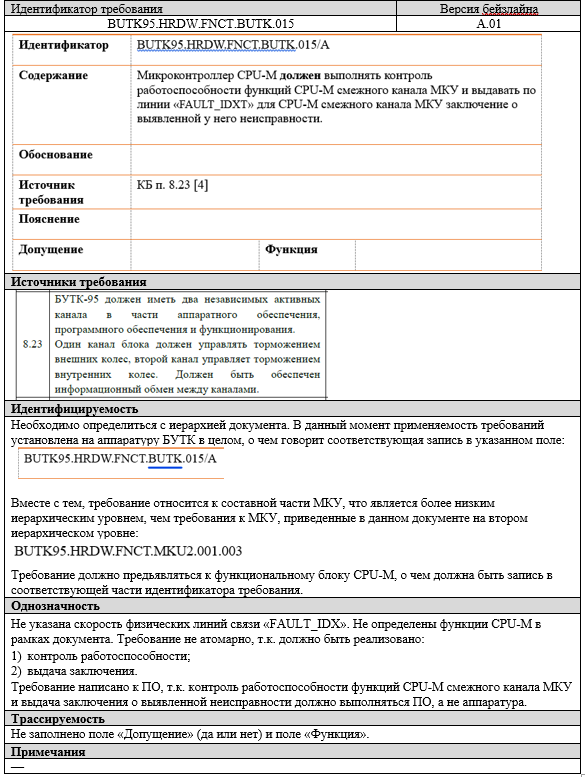 Идентификатор требования Версия бейзлайна
BUTK95.HRDW.FNCT.BUTK.015 A.01
Идентификатор BUTK95.HRDW.FNCT.BUTK.015/A
Содержание Микроконтроллер CPU-M должен выполнять контроль
работоспособности функций CPU-M смежного канала МКУ и выдавать по
линии «FAULT_IDXT» для CPU-M смежного канала МКУ заключение о
выявленной у него неисправности.
Обоснование
Источник КБ п. 8.23 [4]
требования
Пояснение
Допущение Функция
Источники требования
БУТК-95 должен иметь два независимых активных
канала в части аппаратного обеспечения,
программного обеспечения и функционирования.
8.23 Один канал блока должен управлять торможением
внешних колес, второй канал управляет торможением
внутренних колес. Должен быть обеспечен
информационный обмен между каналами.
Идентифицируемость
Необходимо определиться с иерархией документа. В данный момент применяемость требований
установлена на аппаратуру БУТК в целом, о чем говорит соответствующая запись в указанном поле:
BUTK95.HRDW.FNCT.BUTK.015/A
Вместе с тем, требование относится к составной части МКУ, что является более низким
иерархическим уровнем, чем требования к МКУ, приведенные в данном документе на втором
иерархическом уровне:
BUTK95.HRDW.FNCT.MKU2.001.003
Требование должно предьявляться к функциональному блоку CPU-M, о чем должна быть запись в
соответствующей части идентификатора требования.
Однозначность
Не указана скорость физических линий связи «FAULT_IDX». Не определены функции CPU-M в
рамках документа. Требование не атомарно, т.к. должно быть реализовано:
1) контроль работоспособности;
2) выдача заключения.
Требование написано к ПО, т.к. контроль работоспособности функций CPU-M смежного канала МКУ
и выдача заключения о выявленной неисправности должно выполняться ПО, а не аппаратура.
Трассируемость
Не заполнено поле «Допущение» (да или нет) и поле «Функция».
Примечания
—